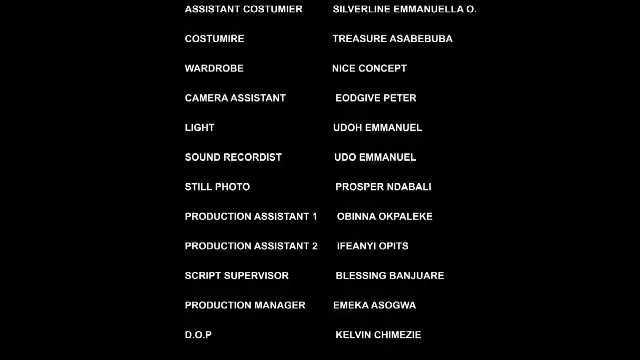 ASSISTANT COSTUMIER SILVERLINE EMMANUELLA O.
COSTUMIRE TREASURE ASABEBUBA
WARDROBE NICE CONCEPT
CAMERA ASSISTANT EODGIVE PETER
LIGHT UDOH EMMANUEL
SOUND RECORDIST UDO EMMANUEL
STILL PHOTO PROSPER NDABALI
PRODUCTION ASSISTANT 1 OBINNA OKPALEKE
PRODUCTION ASSISTANT 2 IFEANYI OPITS
SCRIPT SUPERVISOR BLESSING BANJUARE
PRODUCTION MANAGER EMEKA ASOGWA
D.O.P KELVIN CHIMEZIE